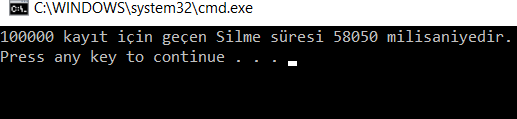 C:\WINDOWS\system32\cmd.exe
100000 kayıt için geçen Silme süresi 58050 milisaniyedir.
Press any key to continue . . .